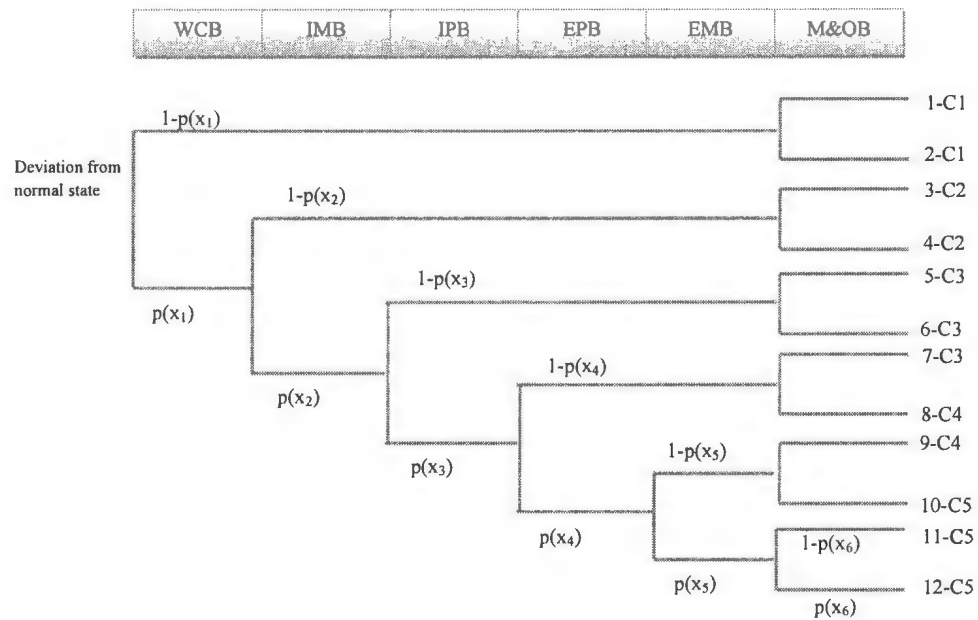 WCB IMB IPB EPB EMB M&OB
1-C1
1-p(x₁)
2-C1
Deviation from
normal state
3-C2
1-p(x₂)
4-C2
5-C3
1-p(x₃)
p(x₁)
6-C3
7-C3
1-p(x₄)
p(x₂)
8-C4
9-C4
1-p(x₅)
p(x₃)
10-C5
11-C5
p(x₄)
1-p(x₆)
p(x₅)
12-C5
p(x₆)